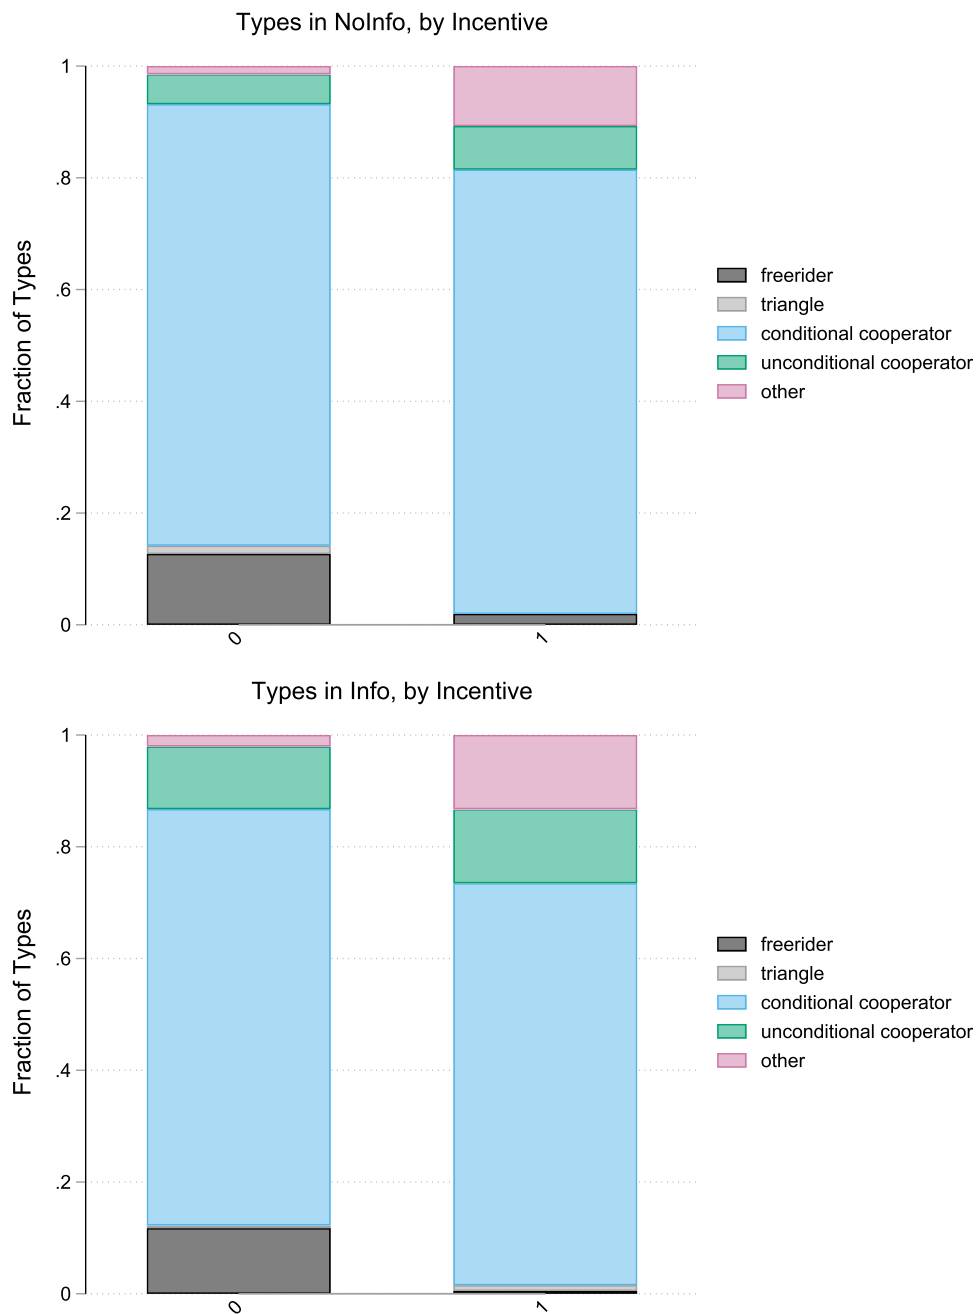 Types in NoInfo, by Incentive
Fraction of Types
1
.8
.6
.4
.2
0
0
1
freerider
triangle
conditional cooperator
unconditional cooperator
other
Types in Info, by Incentive
Fraction of Types
1
.8
.6
.4
.2
0
0
1
freerider
triangle
conditional cooperator
unconditional cooperator
other